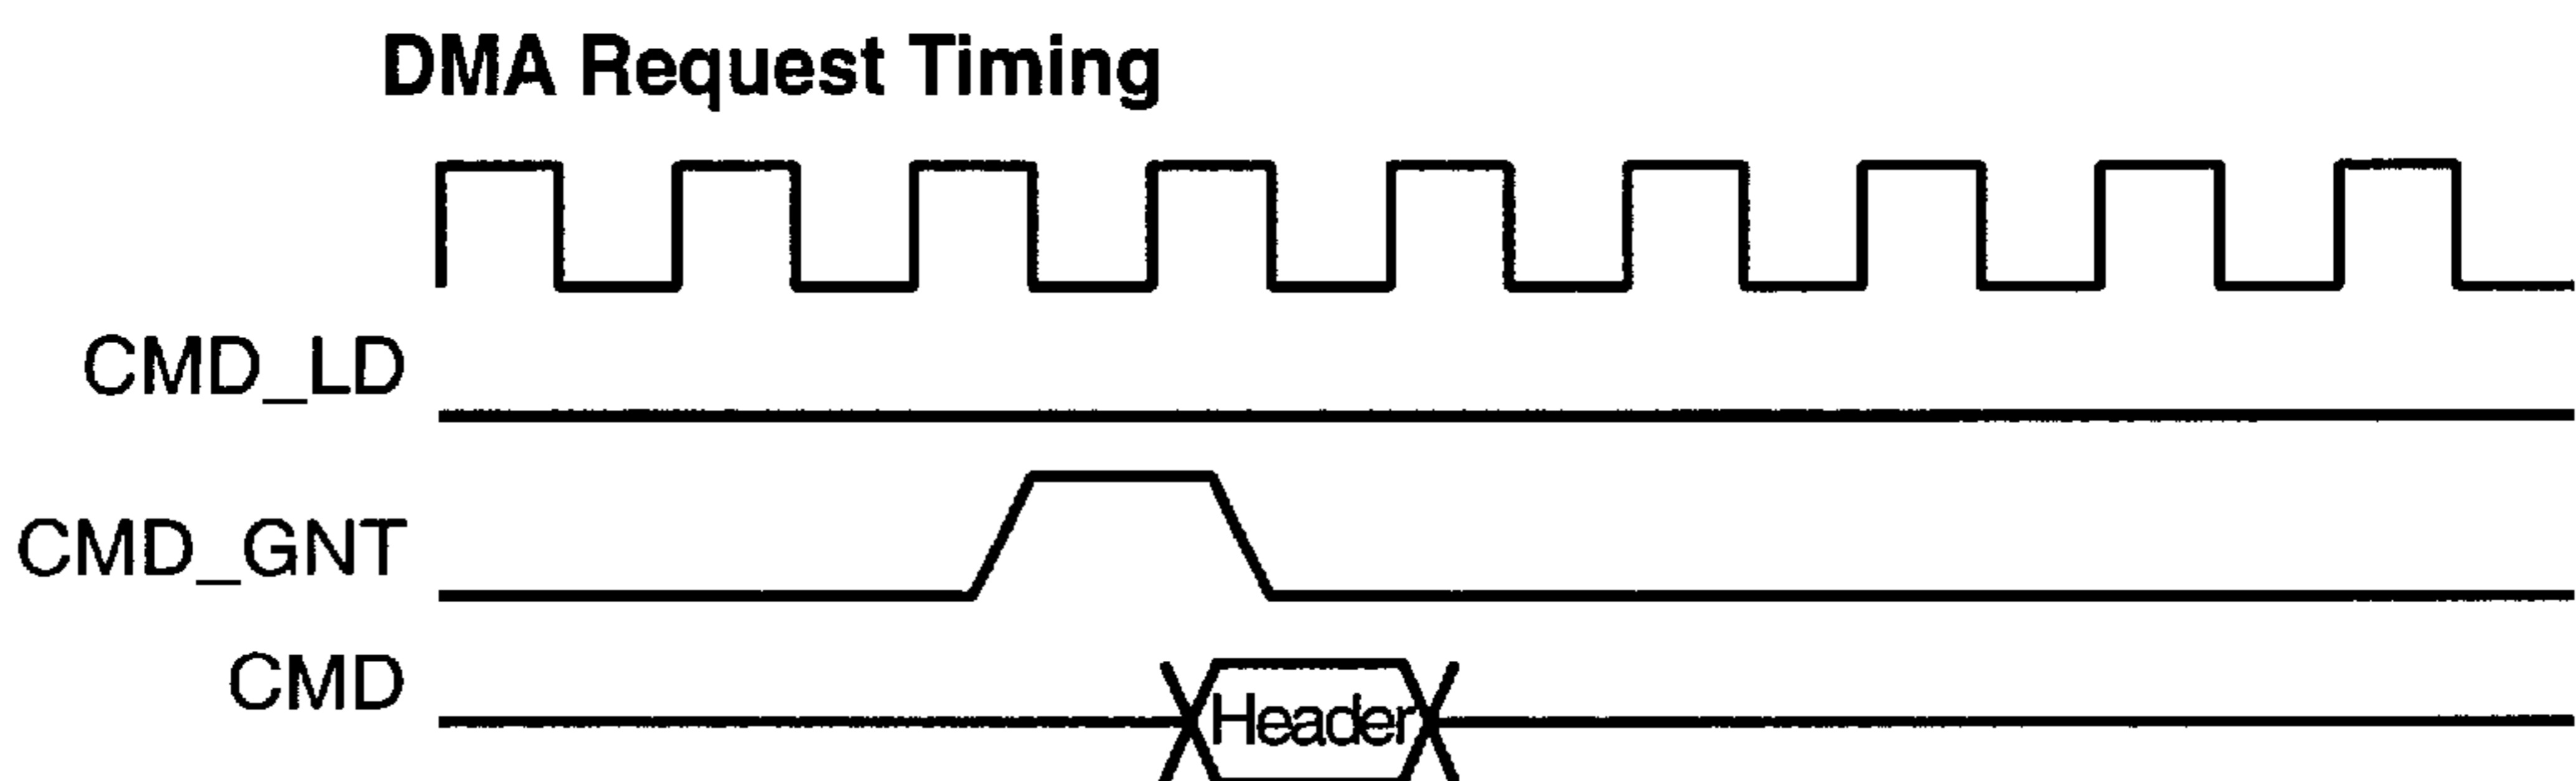 DMA Request Timing
CMD_LD
CMD_GNT
CMD
Header